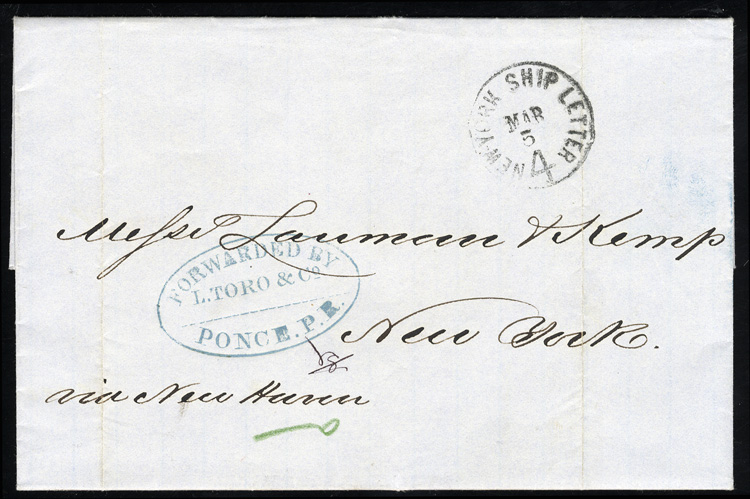 NEW-YORK SHIP LETTER
MAR
5
4
Messrs Lanman & Kemp
FORWARDED BY
L. TORO & Co.
PONCE, P.R.
New York.
via New Haven